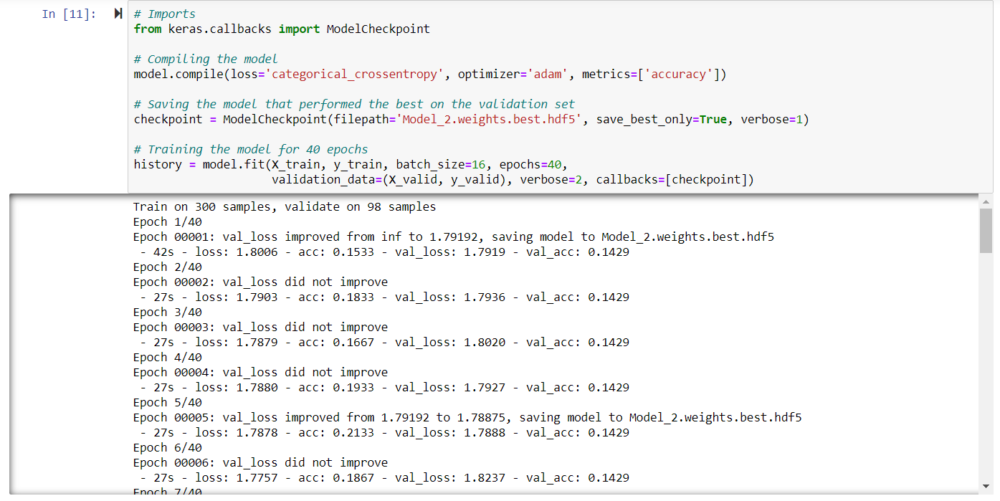 In [11]:
# Imports
from keras.callbacks import ModelCheckpoint
# Compiling the model
model.compile(loss='categorical_crossentropy', optimizer='adam', metrics=['accuracy'])
# Saving the model that performed the best on the validation set
checkpoint = ModelCheckpoint(filepath='Model_2.weights.best.hdf5', save_best_only=True, verbose=1)
# Training the model for 40 epochs
history = model.fit(X_train, y_train, batch_size=16, epochs=40,
validation_data=(X_valid, y_valid), verbose=2, callbacks=[checkpoint])
Train on 300 samples, validate on 98 samples
Epoch 1/40
Epoch 00001: val_loss improved from inf to 1.79192, saving model to Model_2.weights.best.hdf5
- 42s - loss: 1.8006 - acc: 0.1533 - val_loss: 1.7919 - val_acc: 0.1429
Epoch 2/40
Epoch 00002: val_loss did not improve
- 27s - loss: 1.7903 - acc: 0.1833 - val_loss: 1.7936 - val_acc: 0.1429
Epoch 3/40
Epoch 00003: val_loss did not improve
- 27s - loss: 1.7879 - acc: 0.1667 - val_loss: 1.8020 - val_acc: 0.1429
Epoch 4/40
Epoch 00004: val_loss did not improve
- 27s - loss: 1.7880 - acc: 0.1933 - val_loss: 1.7927 - val_acc: 0.1429
Epoch 5/40
Epoch 00005: val_loss improved from 1.79192 to 1.78875, saving model to Model_2.weights.best.hdf5
- 27s - loss: 1.7878 - acc: 0.2133 - val_loss: 1.7888 - val_acc: 0.1429
Epoch 6/40
Epoch 00006: val_loss did not improve
- 27s - loss: 1.7757 - acc: 0.1867 - val_loss: 1.8237 - val_acc: 0.1429
Epoch 7/40